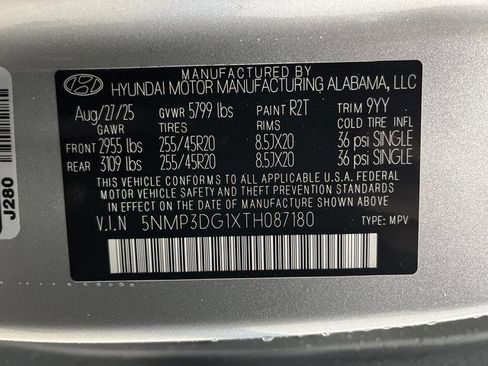 MANUFACTURED BY
HYUNDAI MOTOR MANUFACTURING ALABAMA, LLC
Aug/27/25 GVWR 5799 lbs PAINT R2T TRIM 9YY
GAWR TIRES RIMS COLD TIRE INFL
FRONT 2955 lbs 255/45R20 8.5JX20 36 psi SINGLE
REAR 3109 lbs 255/45R20 8.5JX20 36 psi SINGLE
THIS VEHICLE CONFORMS TO ALL APPLICABLE U.S.A. FEDERAL
MOTOR VEHICLE SAFETY AND THEFT PREVENTION STANDARDS
IN EFFECT ON THE DATE OF MANUFACTURE SHOWN ABOVE.
V.I.N 5NMP3DG1XTH087180 TYPE: MPV
J280